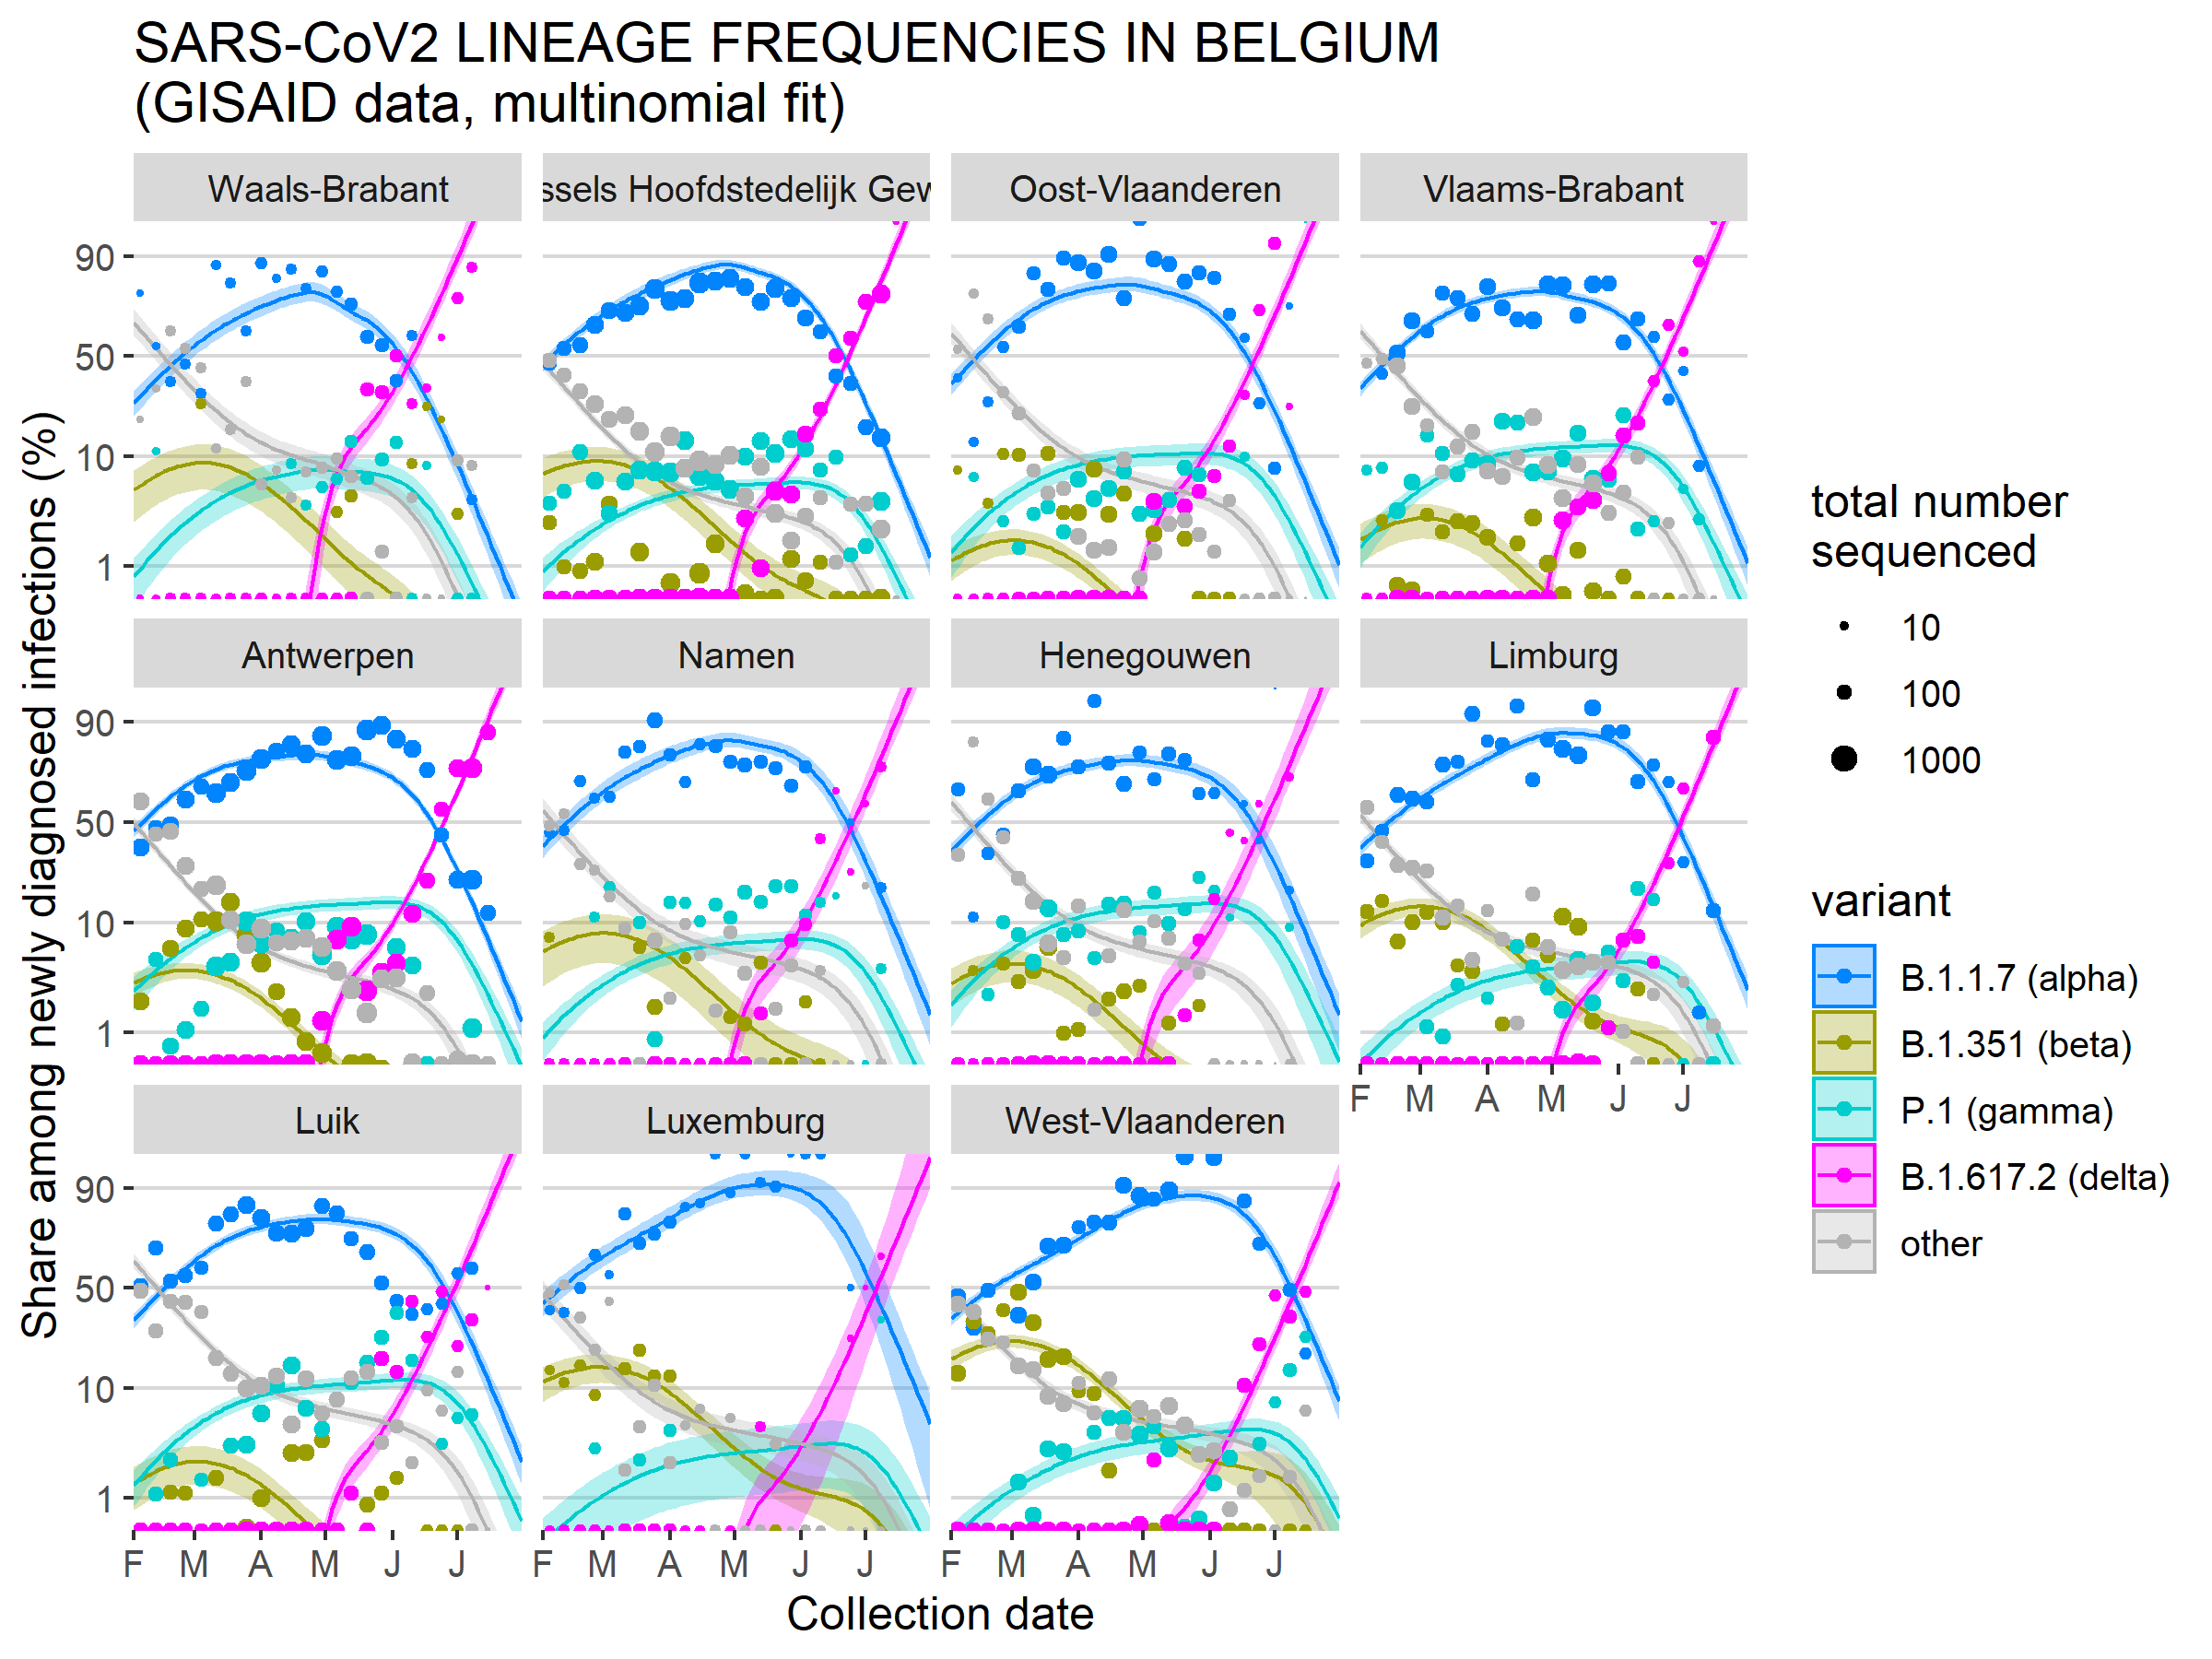 SARS-CoV2 LINEAGE FREQUENCIES IN BELGIUM
(GISAID data, multinomial fit)
Waals-Brabant
ssels Hoofdstedelijk Gew
Oost-Vlaanderen
Vlaams-Brabant
90
50
10
1
Antwerpen
Namen
Henegouwen
Limburg
90
50
10
1
F M A M J J
Luik
Luxemburg
West-Vlaanderen
90
50
10
1
F M A M J J
F M A M J J
F M A M J J
Collection date
Share among newly diagnosed infections (%)
total number
sequenced
10
100
1000
variant
B.1.1.7 (alpha)
B.1.351 (beta)
P.1 (gamma)
B.1.617.2 (delta)
other